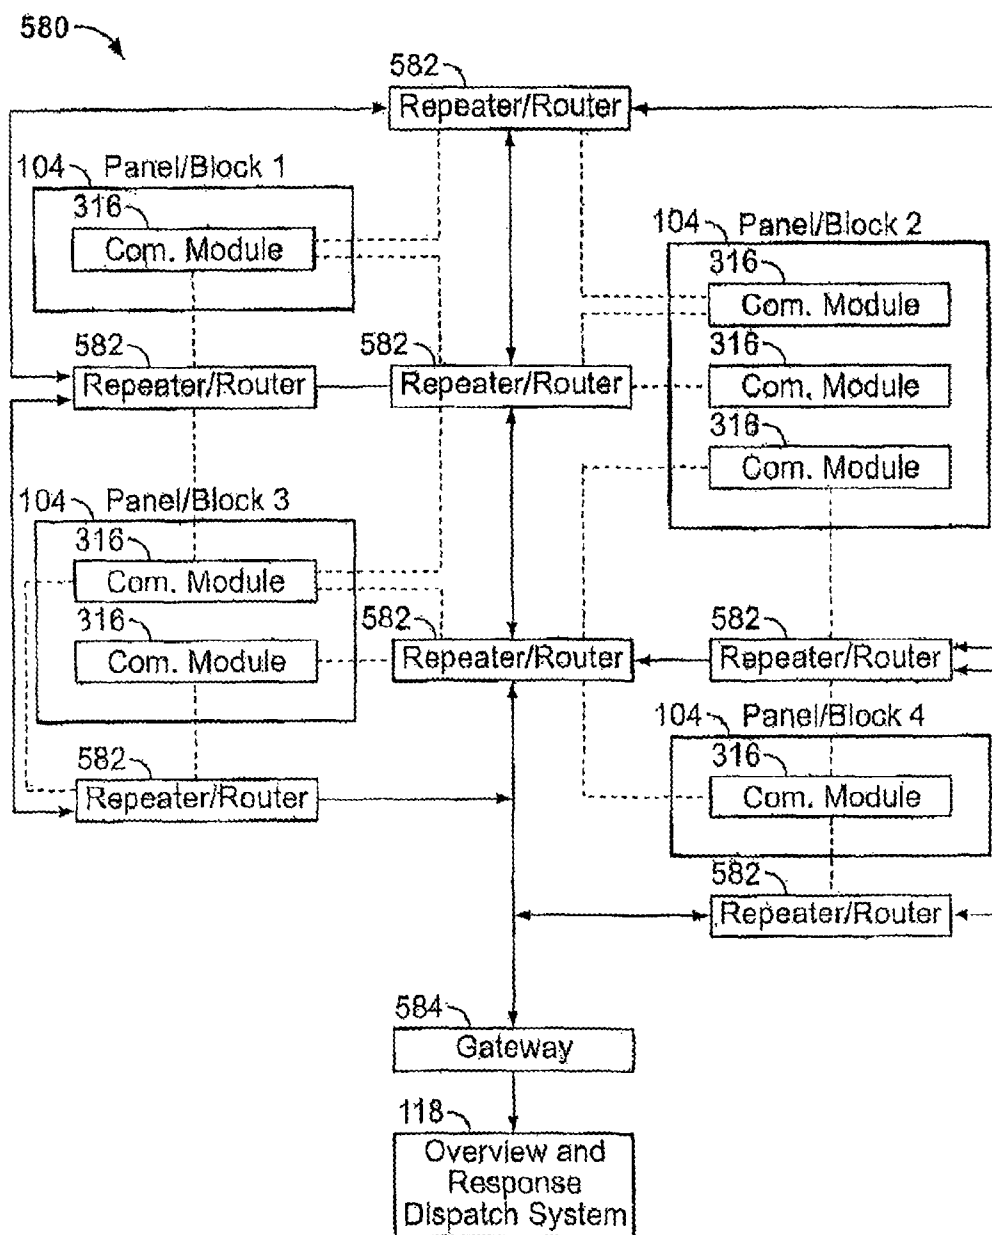 580
582
Repeater/Router
104 Panel/Block 1
316
Com. Module
104 Panel/Block 2
316
Com. Module
316
Com. Module
316
Com. Module
582
Repeater/Router
582
Repeater/Router
104 Panel/Block 3
316
Com. Module
316
Com. Module
582
Repeater/Router
582
Repeater/Router
582
Repeater/Router
104 Panel/Block 4
316
Com. Module
582
Repeater/Router
584
Gateway
118
Overview and
Response
Dispatch System